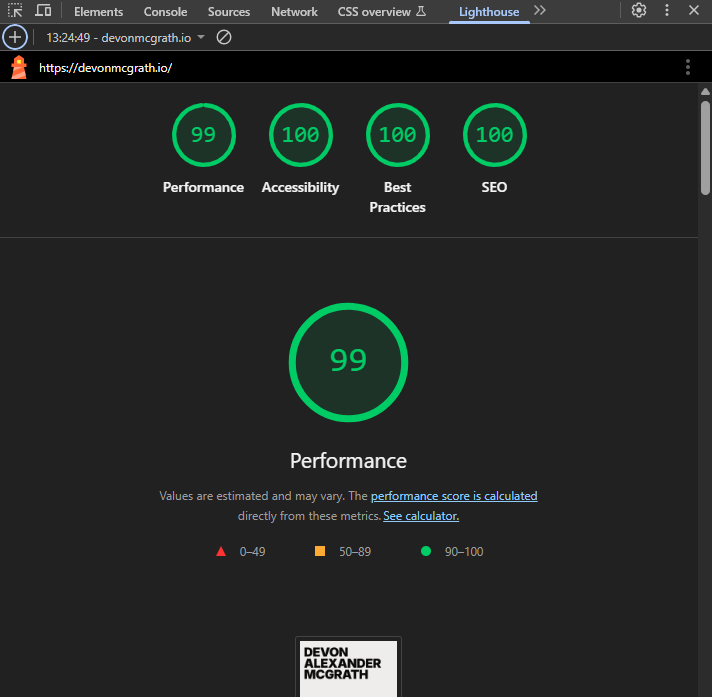 Elements Console Sources Network CSS overview Lighthouse
13:24:49 - devonmcgrath.io
https://devonmcgrath.io/
99 100 100 100
Performance Accessibility Best Practices SEO
99
Performance
Values are estimated and may vary. The performance score is calculated
directly from these metrics. See calculator.
0–49 50–89 90–100
DEVON
ALEXANDER
MCGRATH